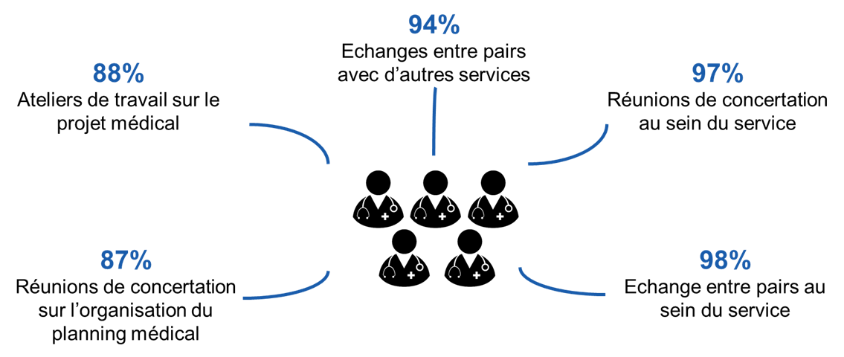 94%
Echanges entre pairs
avec d'autres services
88%
Ateliers de travail sur le
projet médical
97%
Réunions de concertation
au sein du service
87%
Réunions de concertation
sur l'organisation du
planning médical
98%
Echange entre pairs au
sein du service